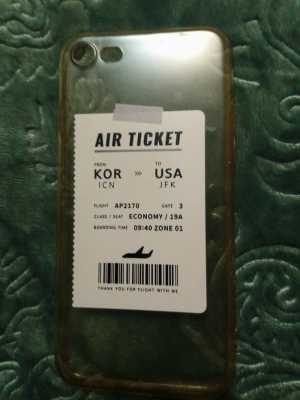 AIR TICKET
FROM TO
KOR USA
ICN JFK
FLIGHT AP2170 GATE 3
CLASS / SEAT ECONOMY / 19A
BOARDING TIME 09:40 ZONE 01
THANK YOU FOR FLIGHT WITH ME